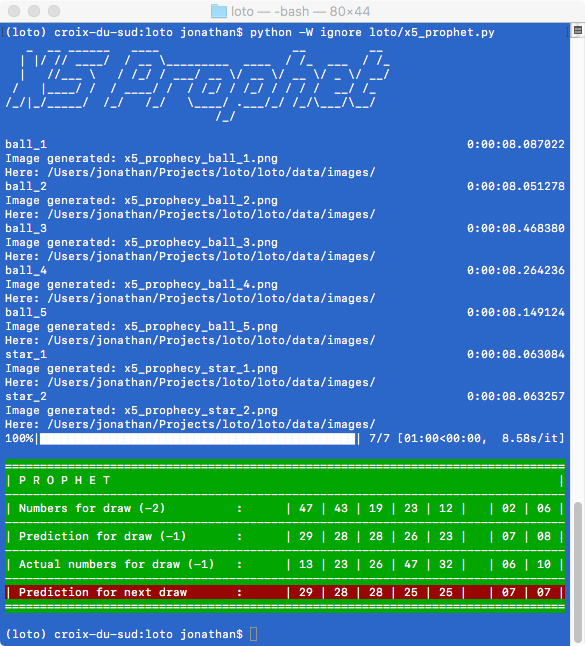 loto — -bash — 80×44
(loto) croix-du-sud:loto jonathan$ python -W ignore loto/x5_prophet.py
X5 Prophet
ball_1 0:00:08.087022
Image generated: x5_prophecy_ball_1.png
Here: /Users/jonathan/Projects/loto/loto/data/images/
ball_2 0:00:08.051278
Image generated: x5_prophecy_ball_2.png
Here: /Users/jonathan/Projects/loto/loto/data/images/
ball_3 0:00:08.468380
Image generated: x5_prophecy_ball_3.png
Here: /Users/jonathan/Projects/loto/loto/data/images/
ball_4 0:00:08.264236
Image generated: x5_prophecy_ball_4.png
Here: /Users/jonathan/Projects/loto/loto/data/images/
ball_5 0:00:08.149124
Image generated: x5_prophecy_ball_5.png
Here: /Users/jonathan/Projects/loto/loto/data/images/
star_1 0:00:08.063084
Image generated: x5_prophecy_star_1.png
Here: /Users/jonathan/Projects/loto/loto/data/images/
star_2 0:00:08.063257
Image generated: x5_prophecy_star_2.png
Here: /Users/jonathan/Projects/loto/loto/data/images/
100%| | 7/7 [01:00<00:00, 8.58s/it]
| P R O P H E T |
| Numbers for draw (-2) : | 47 | 43 | 19 | 23 | 12 | | 02 | 06 |
| Prediction for draw (-1) : | 29 | 28 | 28 | 26 | 23 | | 07 | 08 |
| Actual numbers for draw (-1) : | 13 | 23 | 26 | 47 | 32 | | 06 | 10 |
| Prediction for next draw : | 29 | 28 | 28 | 25 | 25 | | 07 | 07 |
(loto) croix-du-sud:loto jonathan$